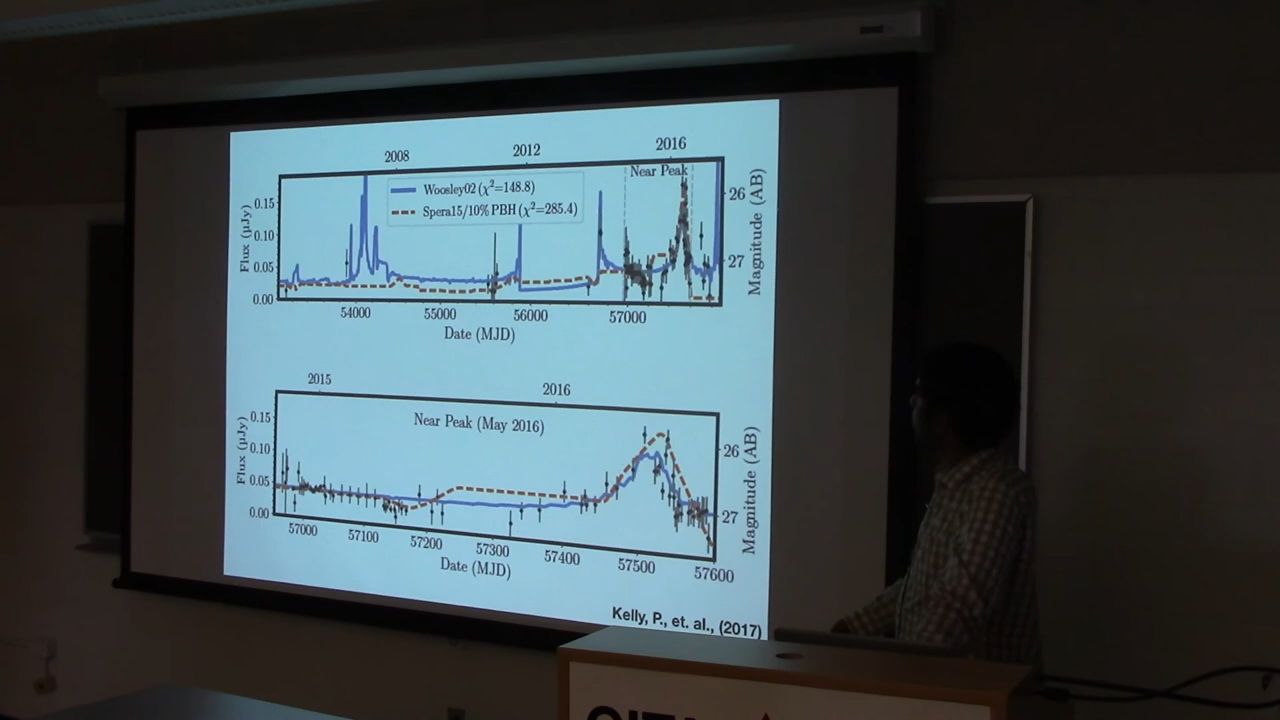 2008 2012 2016
Near Peak
Woosley02 (χ²=148.8)
Spera15/10% PBH (χ²=285.4)
0.15
0.10
0.05
0.00
Flux (μJy)
26
27
Magnitude (AB)
54000 55000 56000 57000
Date (MJD)
2015 2016
Near Peak (May 2016)
0.15
0.10
0.05
0.00
Flux (μJy)
26
27
Magnitude (AB)
57000 57100 57200 57300 57400 57500 57600
Date (MJD)
Kelly, P., et. al., (2017)